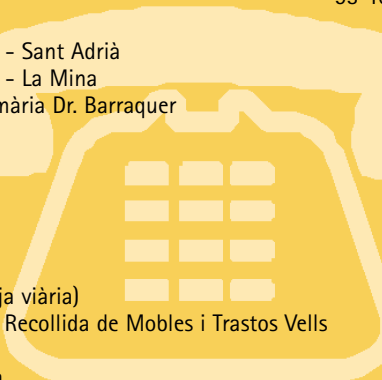 - Sant Adrià
- La Mina
mària Dr. Barraquer
ja viària)
Recollida de Mobles i Trastos Vells